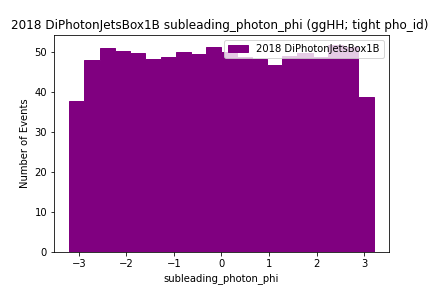 2018 DiPhotonJetsBox1B subleading_photon_phi (ggHH; tight pho_id)
2018 DiPhotonJetsBox1B
50
40
30
20
10
0
Number of Events
−3 −2 −1 0 1 2 3
subleading_photon_phi